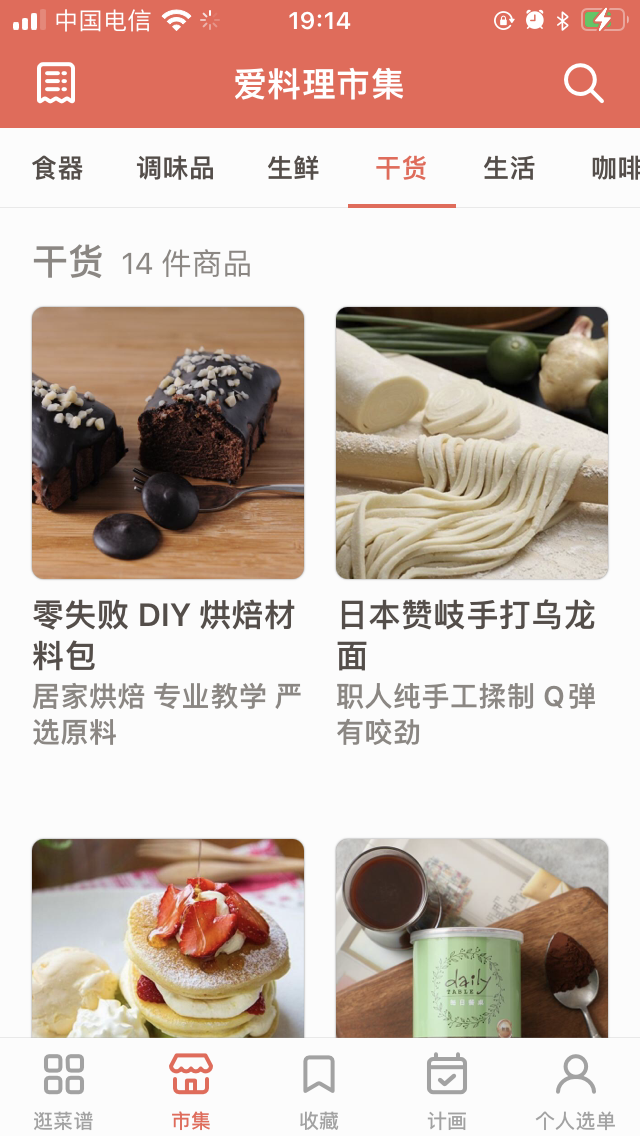 中国电信
19:14
爱料理市集
食器 调味品 生鲜 干货 生活 咖啡
干货 14 件商品
零失败 DIY 烘焙材
料包
居家烘焙 专业教学 严
选原料
日本赞岐手打乌龙
面
职人纯手工揉制 Q弹
有咬劲
daily
TABLE
逛菜谱 市集 收藏 计画 个人选单